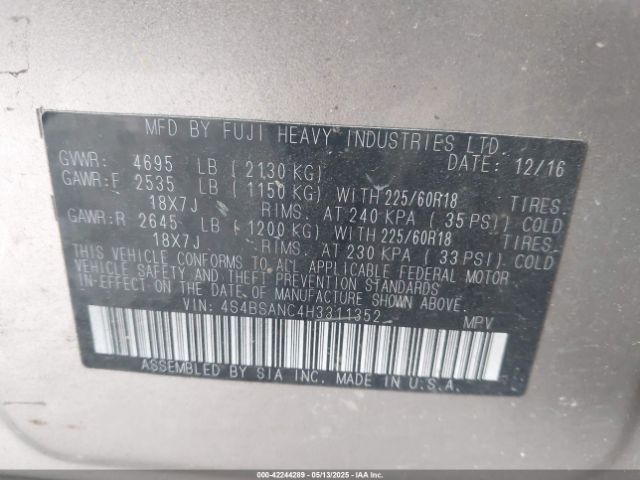 MFD BY FUJI HEAVY INDUSTRIES LTD.
GVWR: 4695 LB ( 2130 KG) DATE: 12/16
GAWR:F 2535 LB ( 1150 KG) WITH 225/60R18 TIRES.
18X7J RIMS. AT 240 KPA ( 35 PSI) COLD
GAWR:R 2645 LB ( 1200 KG) WITH 225/60R18 TIRES.
18X7J RIMS. AT 230 KPA ( 33 PSI) COLD
THIS VEHICLE CONFORMS TO ALL APPLICABLE FEDERAL MOTOR
VEHICLE SAFETY AND THEFT PREVENTION STANDARDS
IN-EFFECT ON THE DATE OF MANUFACTURE SHOWN ABOVE.
VIN: 4S4BSANC4H3311352 MPV
ASSEMBLED BY SIA INC. MADE IN U.S.A.
000-42244289 - 05/13/2025 - IAAI.COM